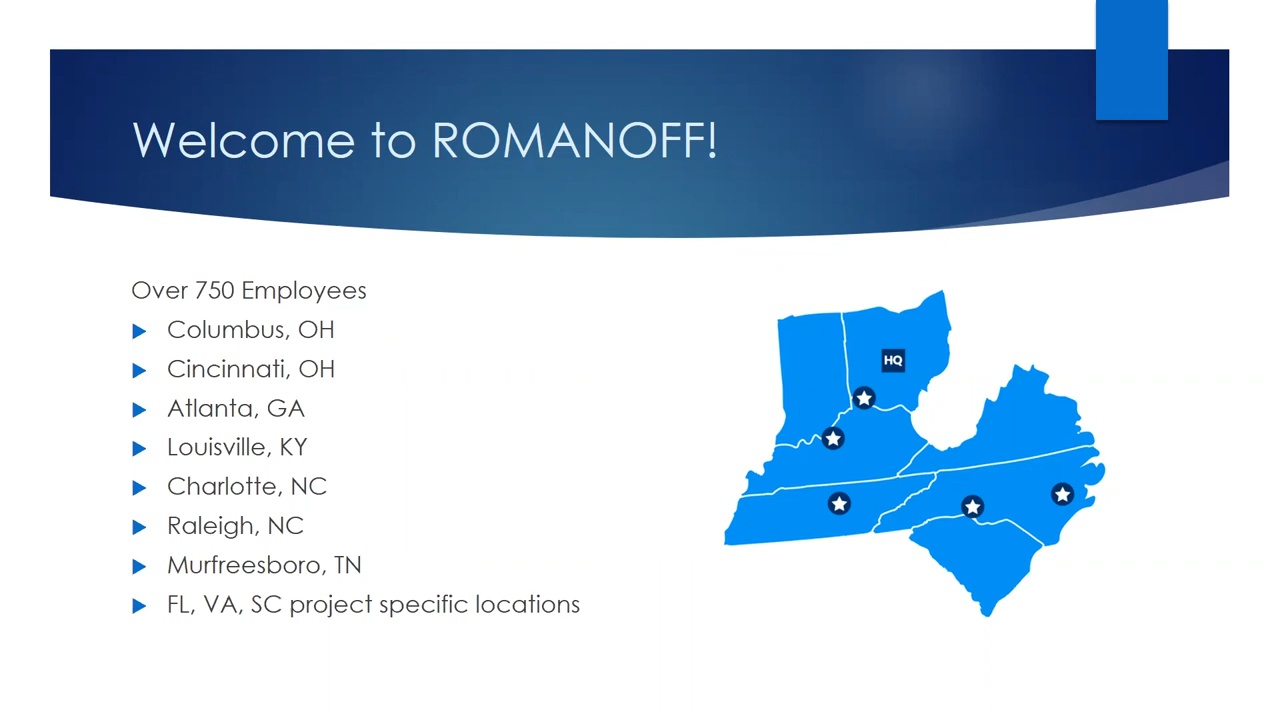 Welcome to ROMANOFF!
Over 750 Employees
Columbus, OH
Cincinnati, OH
Atlanta, GA
Louisville, KY
Charlotte, NC
Raleigh, NC
Murfreesboro, TN
FL, VA, SC project specific locations
HQ